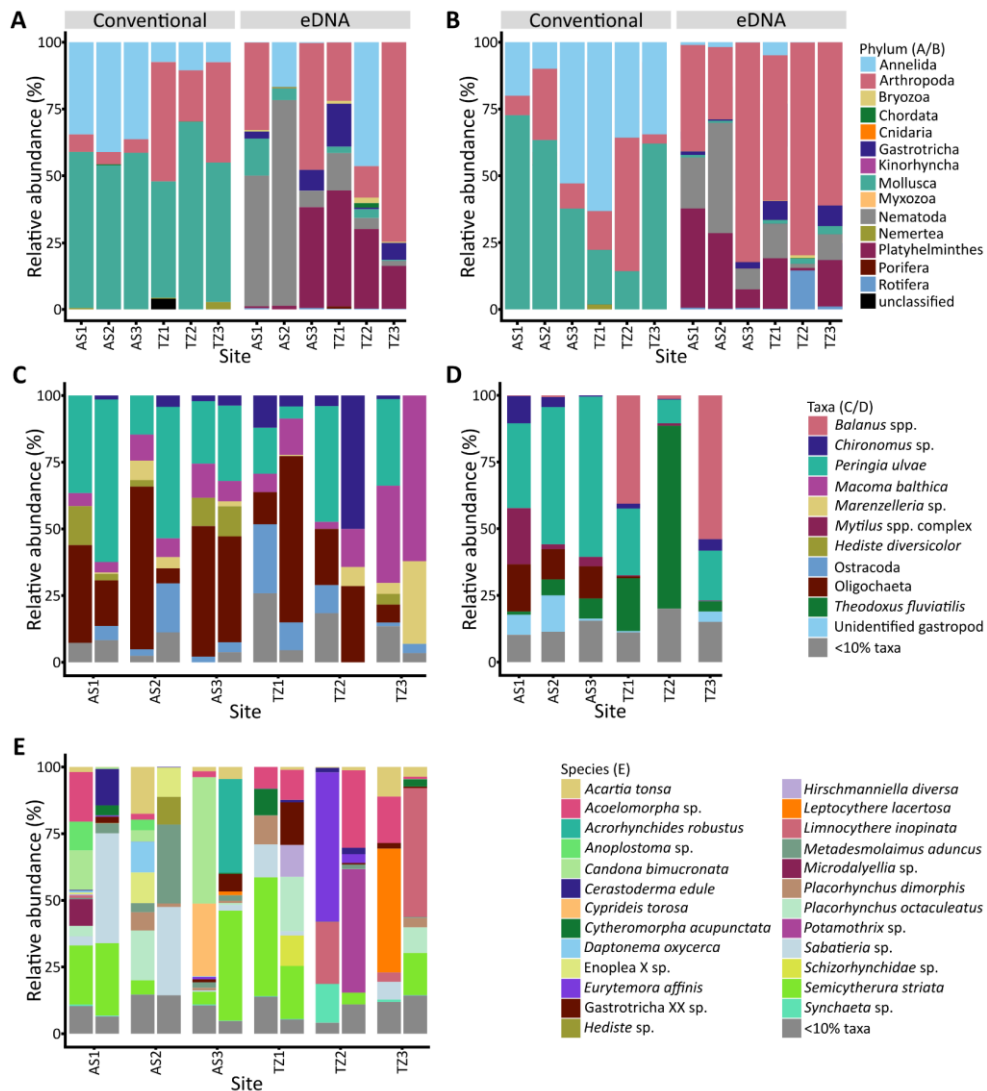 A
Conventional
eDNA
Relative abundance (%)
100
75
50
25
0
AS1 AS2 AS3 TZ1 TZ2 TZ3 AS1 AS2 AS3 TZ1 TZ2 TZ3
Site
B
Conventional
eDNA
Relative abundance (%)
100
75
50
25
0
AS1 AS2 AS3 TZ1 TZ2 TZ3 AS1 AS2 AS3 TZ1 TZ2 TZ3
Site
Phylum (A/B)
Annelida
Arthropoda
Bryozoa
Chordata
Cnidaria
Gastrotricha
Kinorhyncha
Mollusca
Myxozoa
Nematoda
Nemertea
Platyhelminthes
Porifera
Rotifera
unclassified
C
Relative abundance (%)
100
75
50
25
0
AS1 AS2 AS3 TZ1 TZ2 TZ3
Site
D
Relative abundance (%)
100
75
50
25
0
AS1 AS2 AS3 TZ1 TZ2 TZ3
Site
Taxa (C/D)
Balanus spp.
Chironomus sp.
Peringia ulvae
Macoma balthica
Marenzelleria sp.
Mytilus spp. complex
Hediste diversicolor
Ostracoda
Oligochaeta
Theodoxus fluviatilis
Unidentified gastropod
<10% taxa
E
Relative abundance (%)
100
75
50
25
0
AS1 AS2 AS3 TZ1 TZ2 TZ3
Site
Species (E)
Acartia tonsa
Acoelomorpha sp.
Acrorhynchides robustus
Anoplostoma sp.
Candona bimucronata
Cerastoderma edule
Cyprideis torosa
Cytheromorpha acupunctata
Daptonema oxycerca
Enoplea X sp.
Eurytemora affinis
Gastrotricha XX sp.
Hediste sp.
Hirschmanniella diversa
Leptocythere lacertosa
Limnocythere inopinata
Metadesmolaimus aduncus
Microdalyellia sp.
Placorhynchus dimorphis
Placorhynchus octaculeatus
Potamothrix sp.
Sabatieria sp.
Schizorhynchidae sp.
Semicytherura striata
Synchaeta sp.
<10% taxa